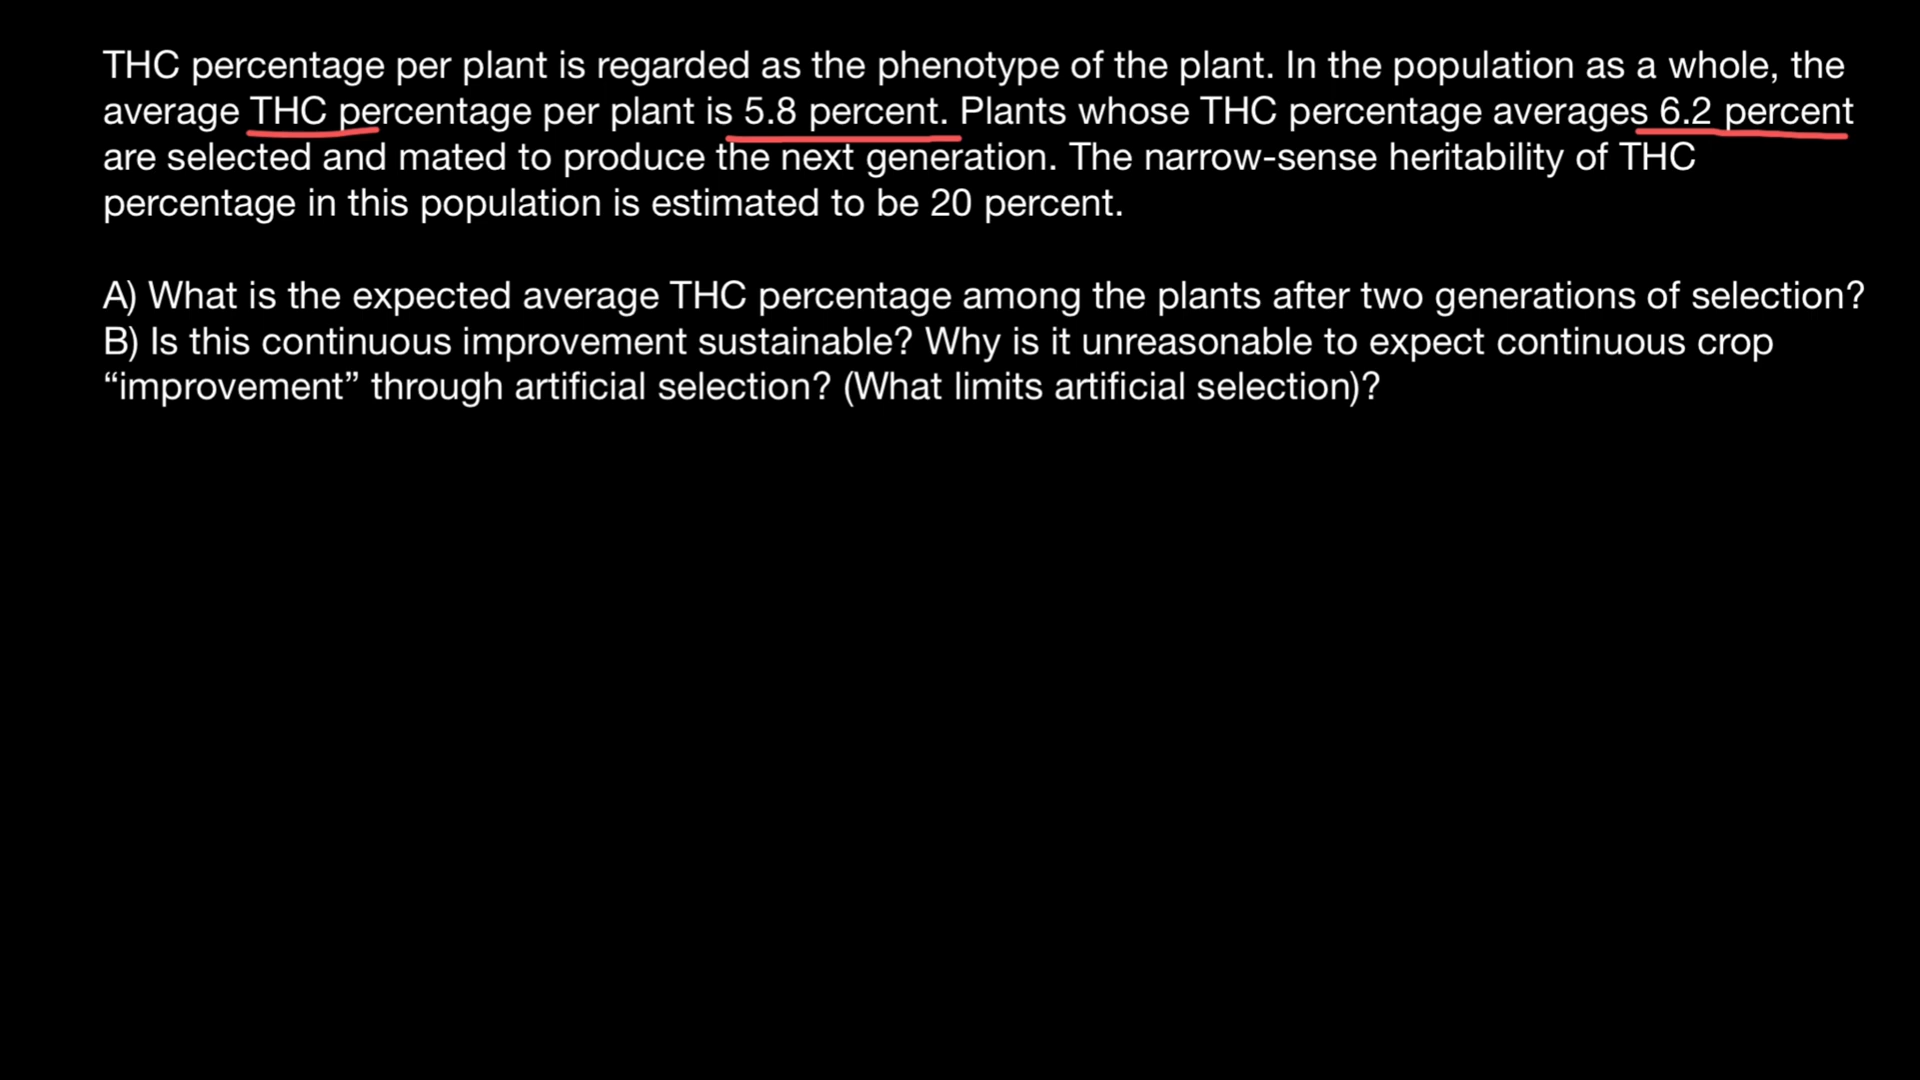 THC percentage per plant is regarded as the phenotype of the plant. In the population as a whole, the
average THC percentage per plant is 5.8 percent. Plants whose THC percentage averages 6.2 percent
are selected and mated to produce the next generation. The narrow-sense heritability of THC
percentage in this population is estimated to be 20 percent.
A) What is the expected average THC percentage among the plants after two generations of selection?
B) Is this continuous improvement sustainable? Why is it unreasonable to expect continuous crop
“improvement” through artificial selection? (What limits artificial selection)?